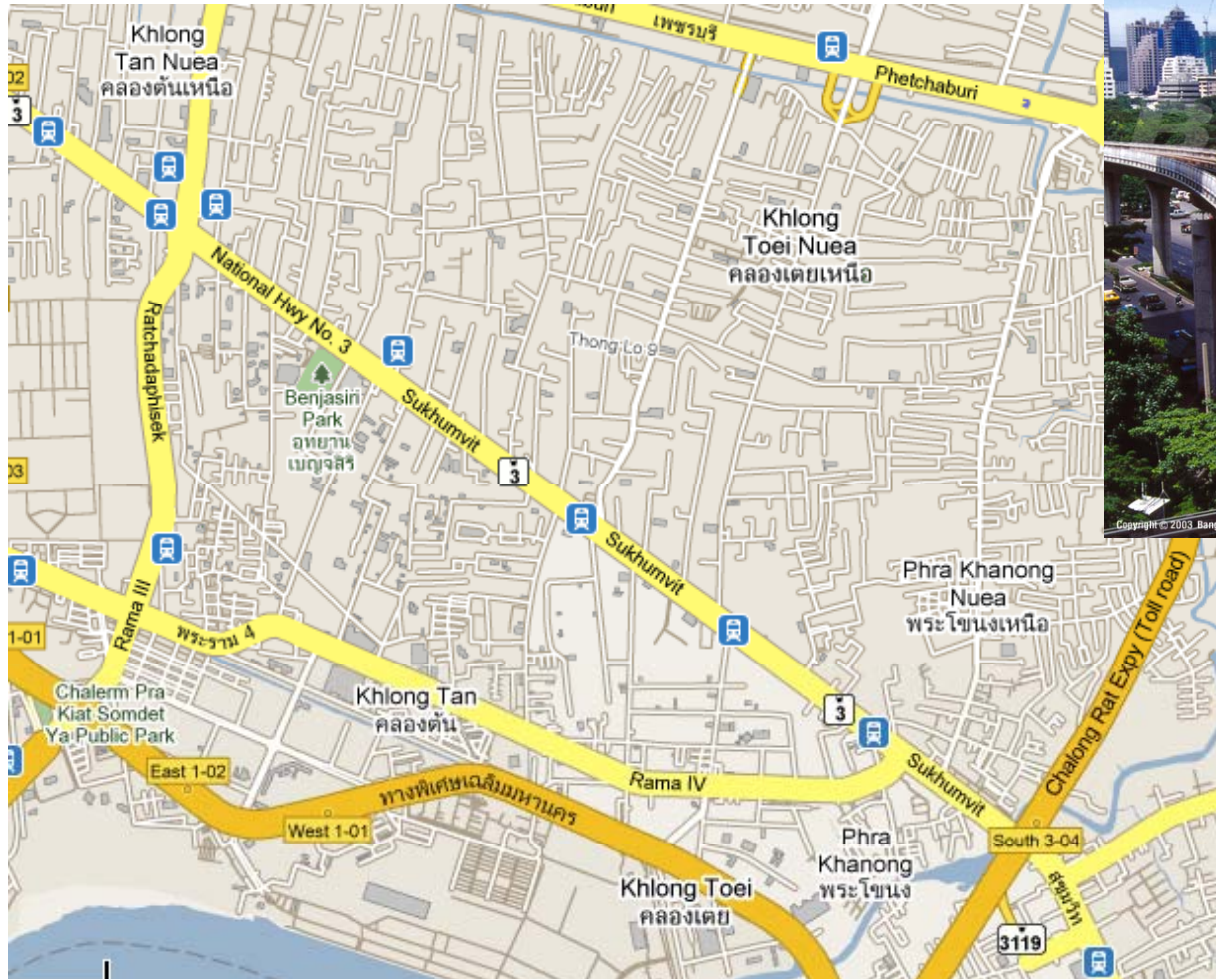 เพชรบุรี
Phetchaburi
Khlong
Tan Nuea
คลองตันเหนือ
02
3
Khlong
Toei Nuea
คลองเตยเหนือ
National Hwy No. 3
Ratchadaphisek
Thong Lo 9
Benjasiri
Park
อุทยาน
เบญจสิริ
Sukhumvit
3
03
Copyright © 2003 Bang
Sukhumvit
Phra Khanong
Nuea
พระโขนงเหนือ
Rama III
1-01
พระราม 4
Chalong Rat Expy (Toll road)
Khlong Tan
คลองตัน
Chalerm Pra
Kiat Somdet
Ya Public Park
3
East 1-02
Rama IV
Sukhumvit
ทางพิเศษเฉลิมมหานคร
West 1-01
South 3-04
Phra
Khanong
พระโขนง
Khlong Toei
คลองเตย
สุขุมวิท
3119